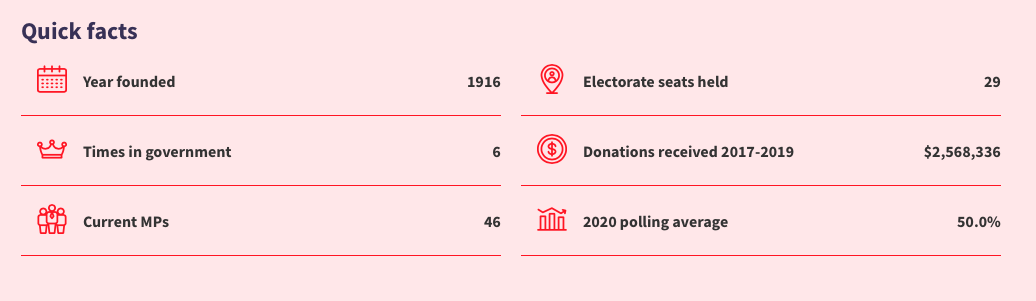 Quick facts
Year founded 1916
Electorate seats held 29
Times in government 6
Donations received 2017-2019 $2,568,336
Current MPs 46
2020 polling average 50.0%